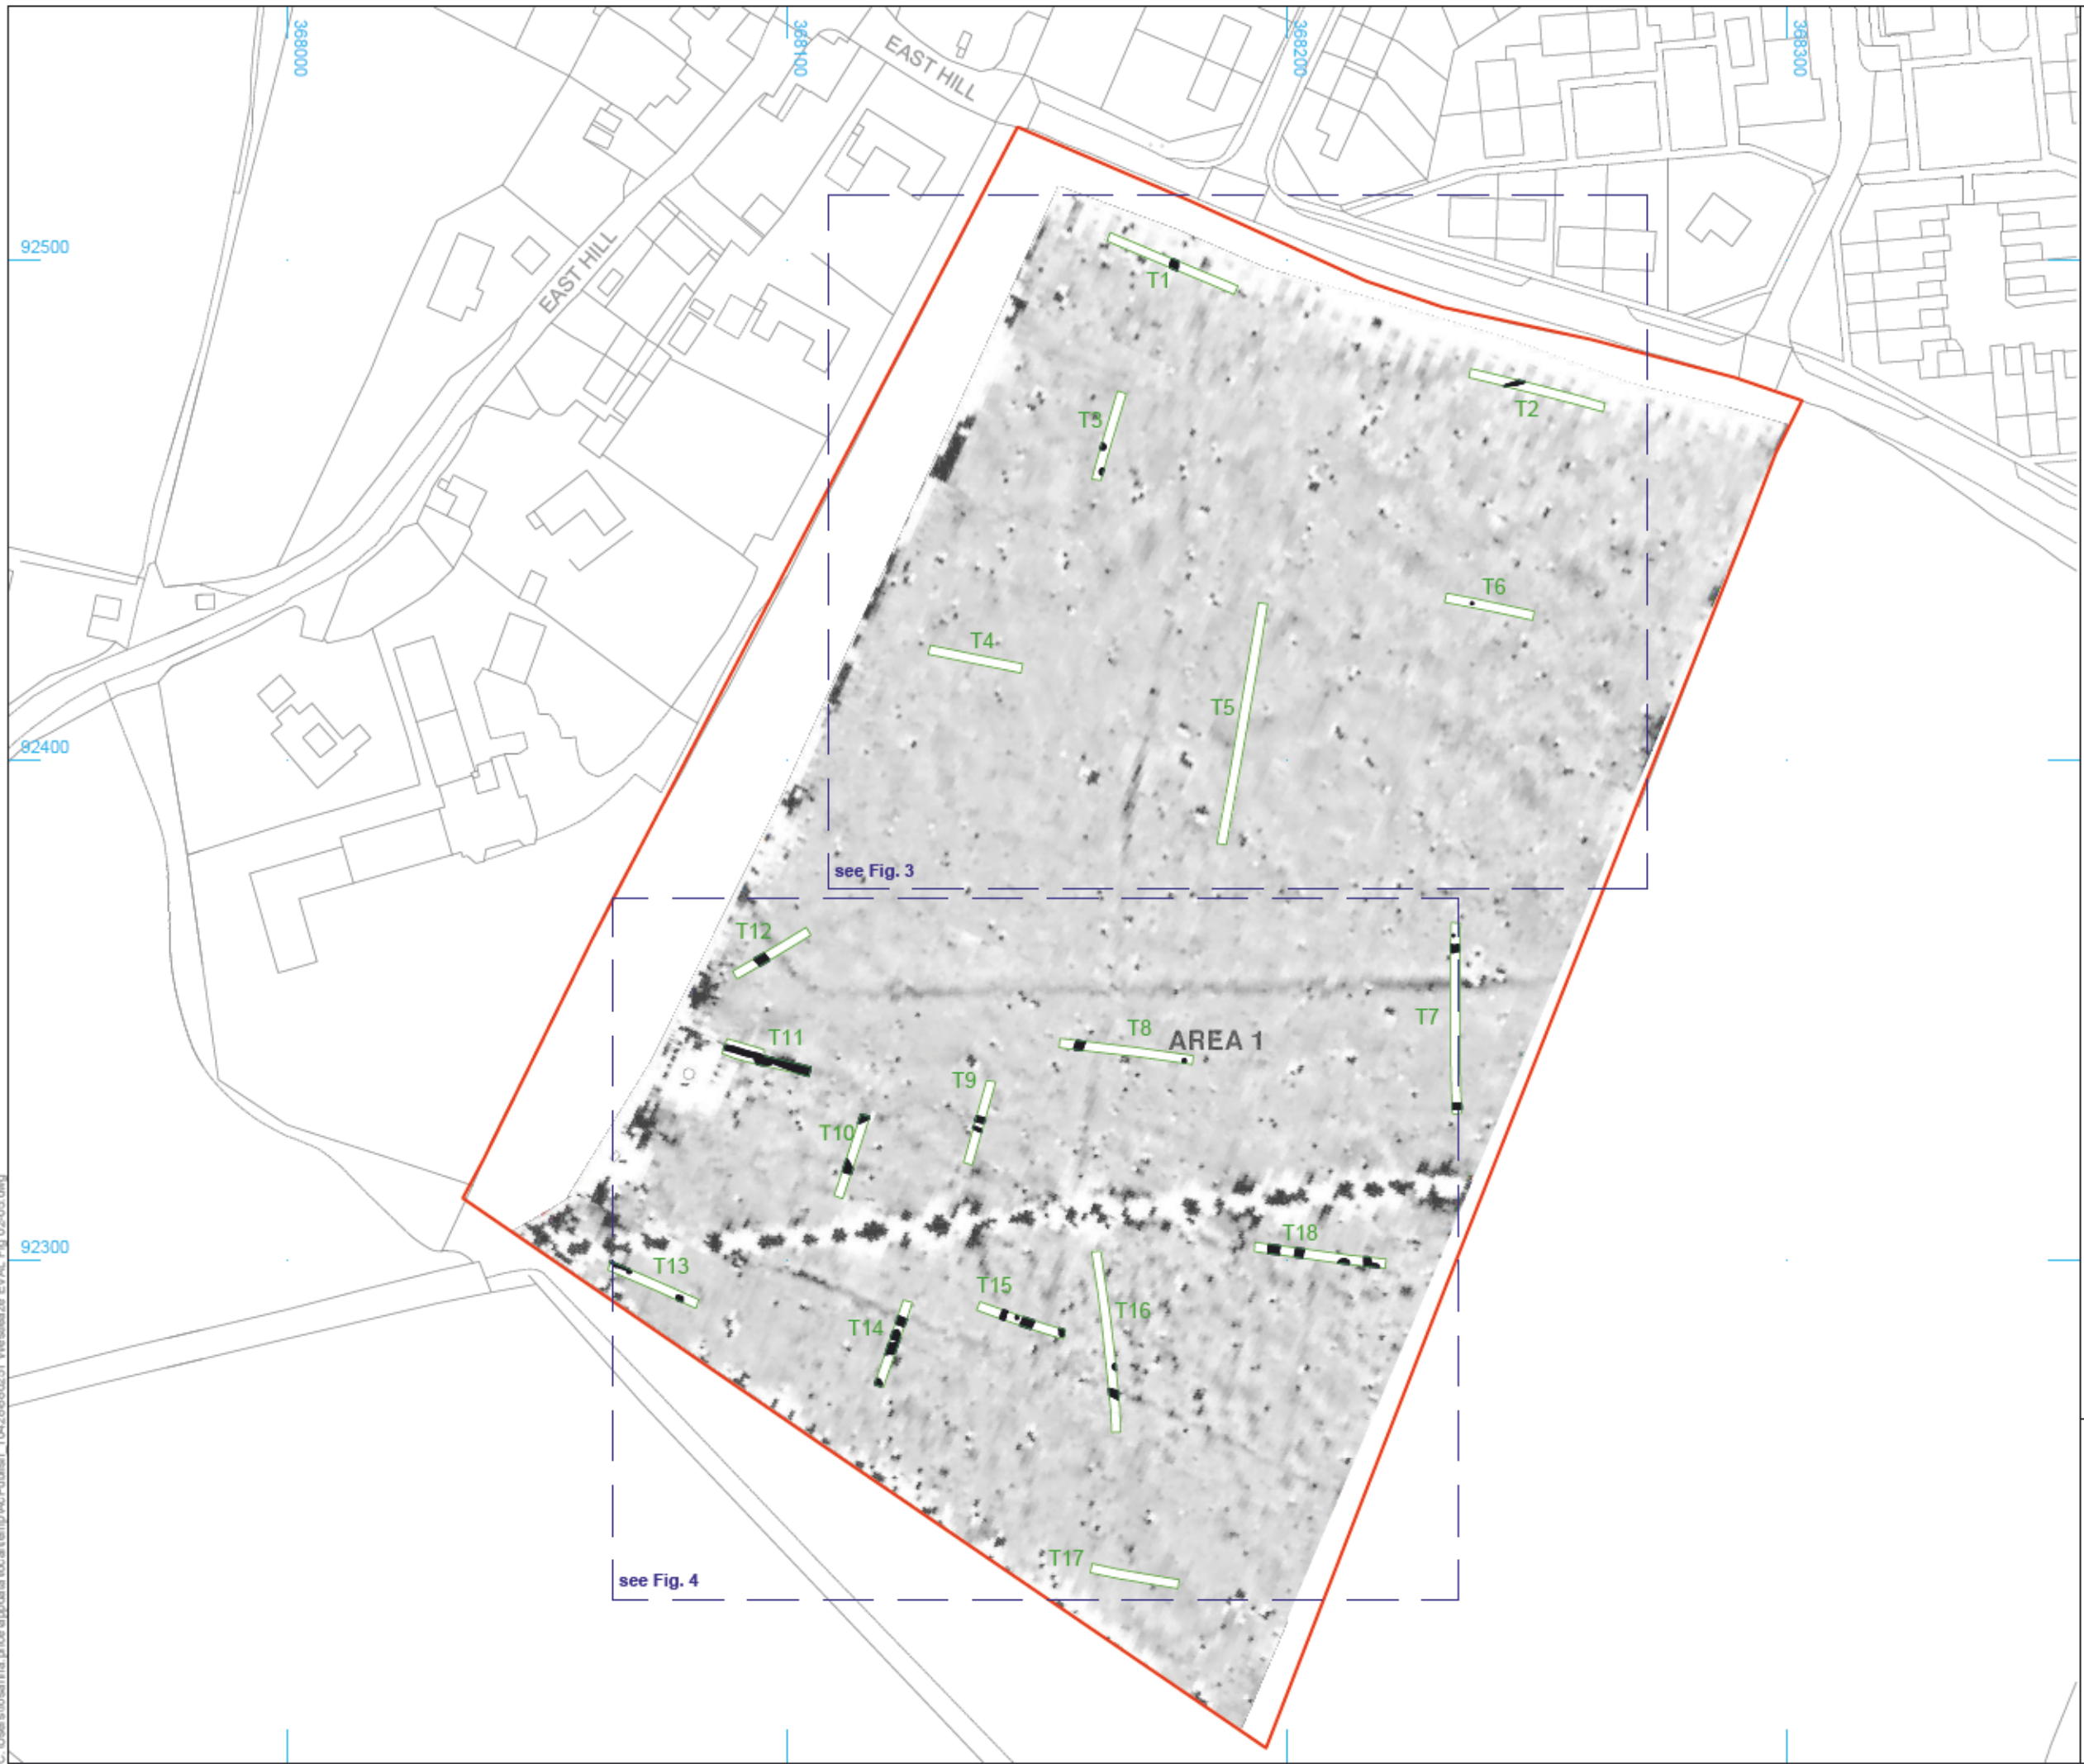 368000
368100
368200
368300
EAST HILL
EAST HILL
92500
92400
92300
T1
T2
T3
T4
T5
T6
see Fig. 3
T12
T7
T11
T8
AREA 1
T9
T10
T18
T13
T15
T16
T14
T17
see Fig. 4